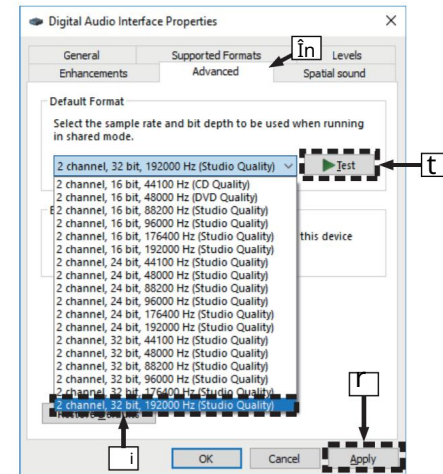 Digital Audio Interface Properties
General Supported Formats Levels
În
Enhancements Advanced Spatial sound
Default Format
Select the sample rate and bit depth to be used when running
in shared mode.
2 channel, 32 bit, 192000 Hz (Studio Quality) Test
t
2 channel, 16 bit, 44100 Hz (CD Quality)
2 channel, 16 bit, 48000 Hz (DVD Quality)
2 channel, 16 bit, 88200 Hz (Studio Quality)
2 channel, 16 bit, 96000 Hz (Studio Quality)
2 channel, 16 bit, 176400 Hz (Studio Quality) this device
2 channel, 16 bit, 192000 Hz (Studio Quality)
2 channel, 24 bit, 44100 Hz (Studio Quality)
2 channel, 24 bit, 48000 Hz (Studio Quality)
2 channel, 24 bit, 88200 Hz (Studio Quality)
2 channel, 24 bit, 96000 Hz (Studio Quality)
2 channel, 24 bit, 176400 Hz (Studio Quality)
2 channel, 24 bit, 192000 Hz (Studio Quality)
2 channel, 32 bit, 44100 Hz (Studio Quality)
2 channel, 32 bit, 48000 Hz (Studio Quality)
2 channel, 32 bit, 88200 Hz (Studio Quality)
2 channel, 32 bit, 96000 Hz (Studio Quality)
2 channel, 32 bit, 176400 Hz (Studio Quality)
2 channel, 32 bit, 192000 Hz (Studio Quality)
r
i
OK Cancel Apply